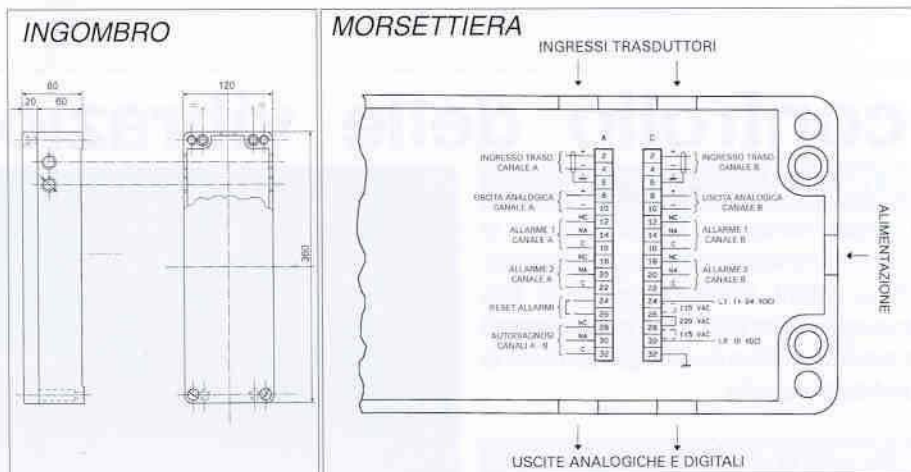 INGOMBRO
80
20 60
120
360
MORSETTIERA
INGRESSI TRASDUTTORI
A C
INGRESSO TRASD.
CANALE A
+
−
2
4
6
USCITA ANALOGICA
CANALE A
+
−
8
10
ALLARME 1
CANALE A
NC
NA
C
12
14
16
ALLARME 2
CANALE A
NC
NA
C
18
20
22
RESET ALLARMI
24
26
AUTODIAGNOSI
CANALI A - B
NC
NA
C
28
30
32
2
4
6
+
−
INGRESSO TRASD.
CANALE B
8
10
+
−
USCITA ANALOGICA
CANALE B
12
14
16
NC
NA
C
ALLARME 1
CANALE B
18
20
22
NC
NA
C
ALLARME 2
CANALE B
24
26
28
30
32
115 VAC
220 VAC
115 VAC
ALIMENTAZIONE
USCITE ANALOGICHE E DIGITALI